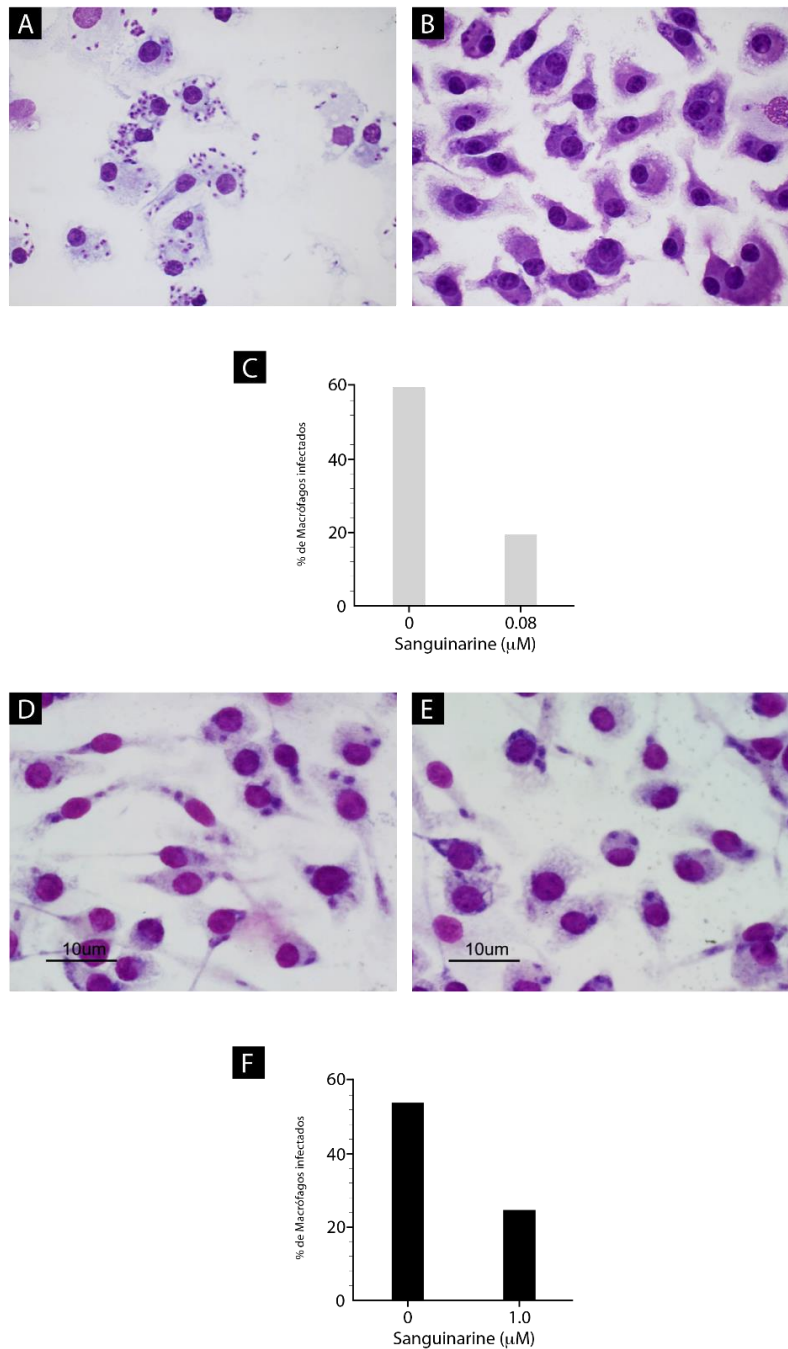 A
B
C
60
40
20
0
% de Macrófagos infectados
0
0.08
Sanguinarine (μM)
D
10um
E
10um
F
60
40
20
0
% de Macrófagos infectados
0
1.0
Sanguinarine (μM)